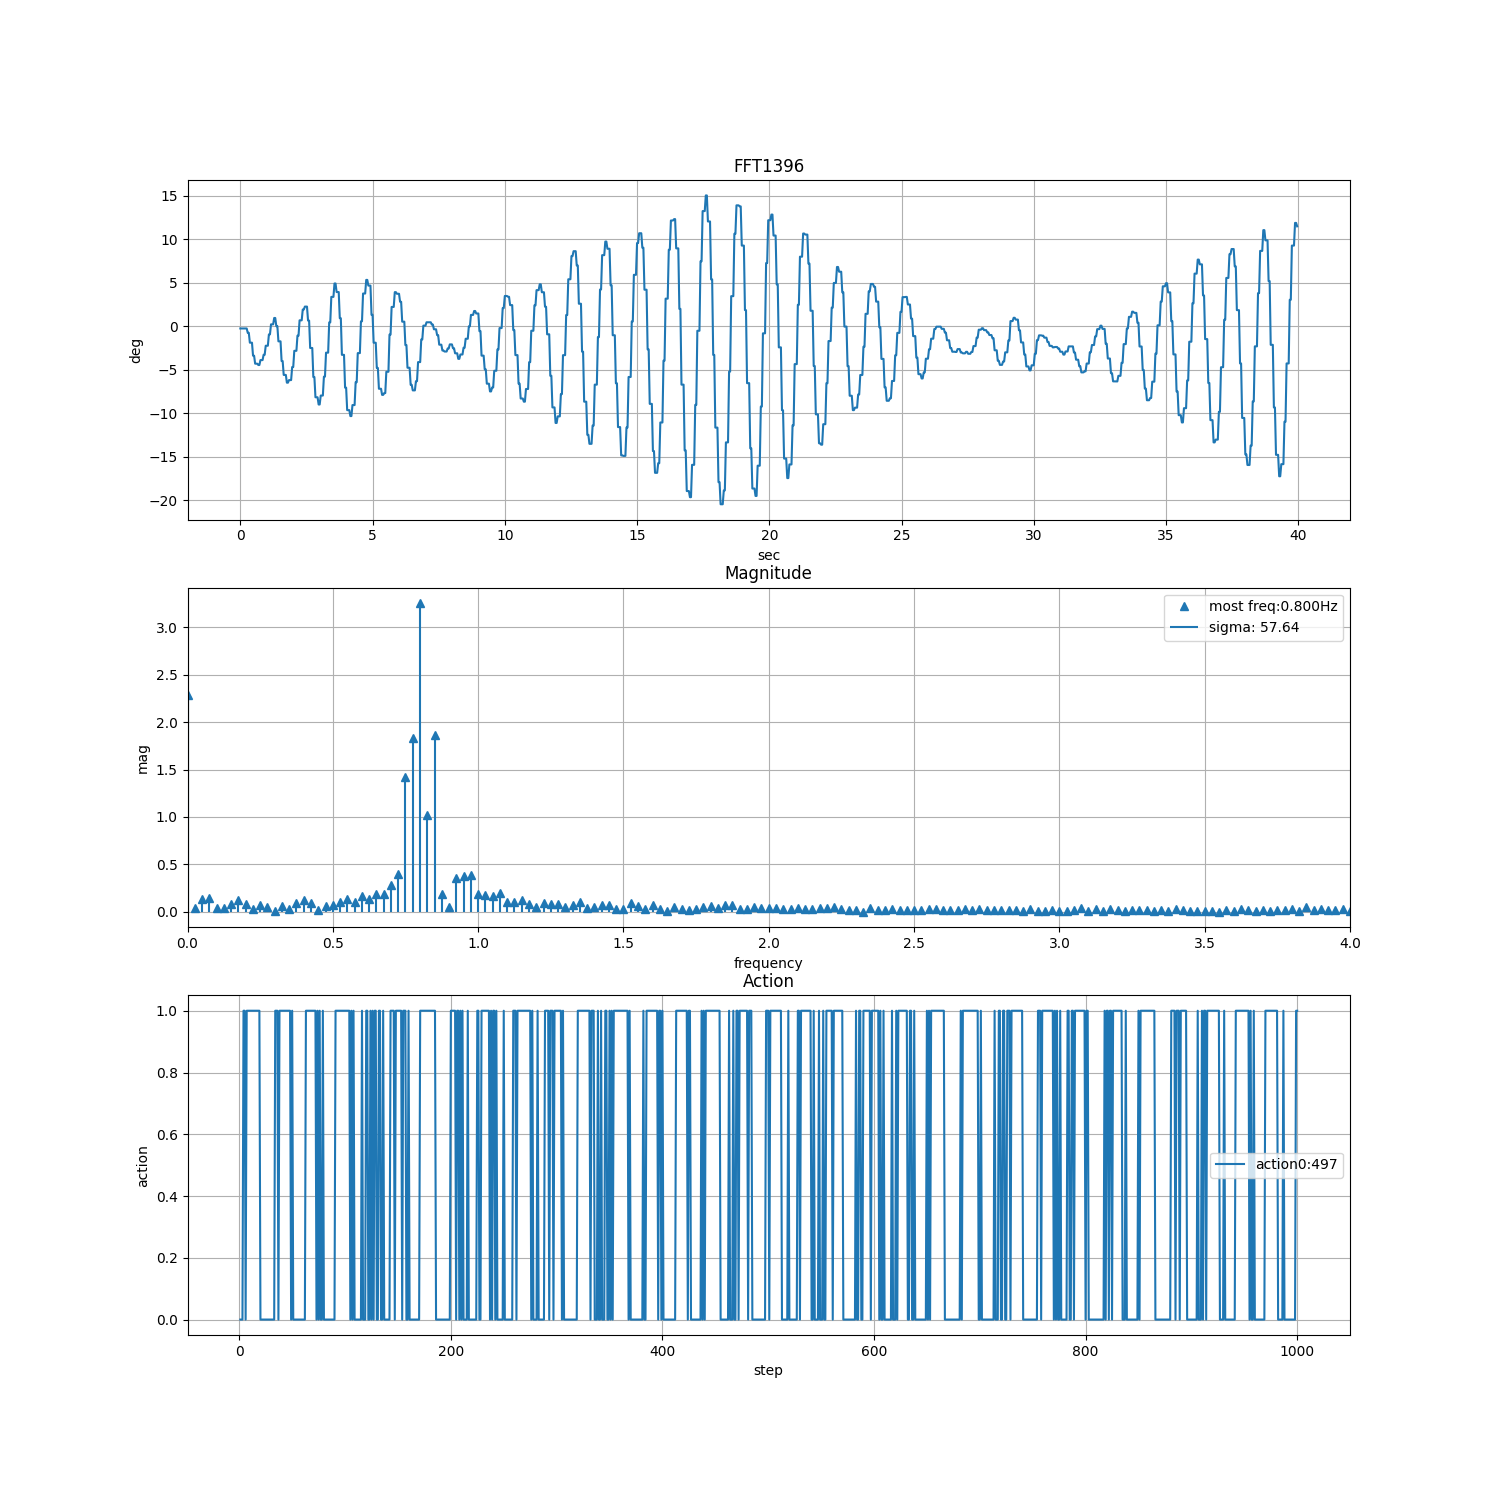 FFT1396
15
10
5
0
−5
−10
−15
−20
deg
0 5 10 15 20 25 30 35 40
sec
Magnitude
3.0
2.5
2.0
1.5
1.0
0.5
0.0
mag
most freq:0.800Hz
sigma: 57.64
0.0 0.5 1.0 1.5 2.0 2.5 3.0 3.5 4.0
frequency
Action
1.0
0.8
0.6
0.4
0.2
0.0
action
action0:497
0 200 400 600 800 1000
step